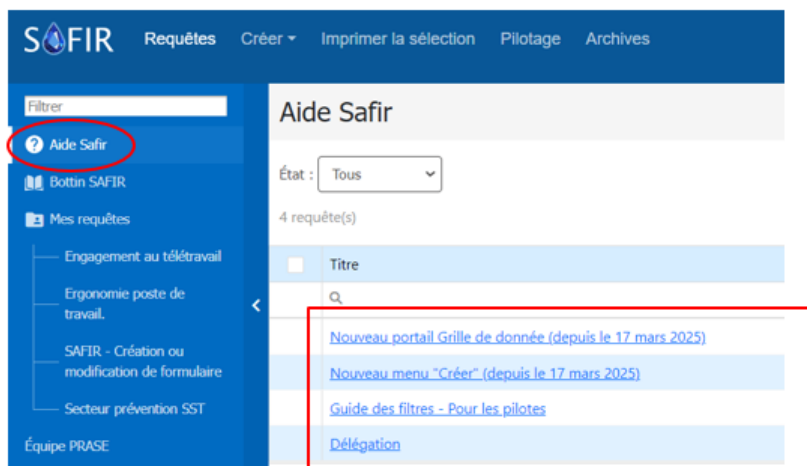 SAFIR Requêtes Créer Imprimer la sélection Pilotage Archives
Filtrer
Aide Safir
Bottin SAFIR
Mes requêtes
Engagement au télétravail
Ergonomie poste de
travail.
SAFIR - Création ou
modification de formulaire
Secteur prévention SST
Équipe PRASE
Aide Safir
État : Tous
4 requête(s)
Titre
Nouveau portail Grille de donnée (depuis le 17 mars 2025)
Nouveau menu "Créer" (depuis le 17 mars 2025)
Guide des filtres - Pour les pilotes
Délégation